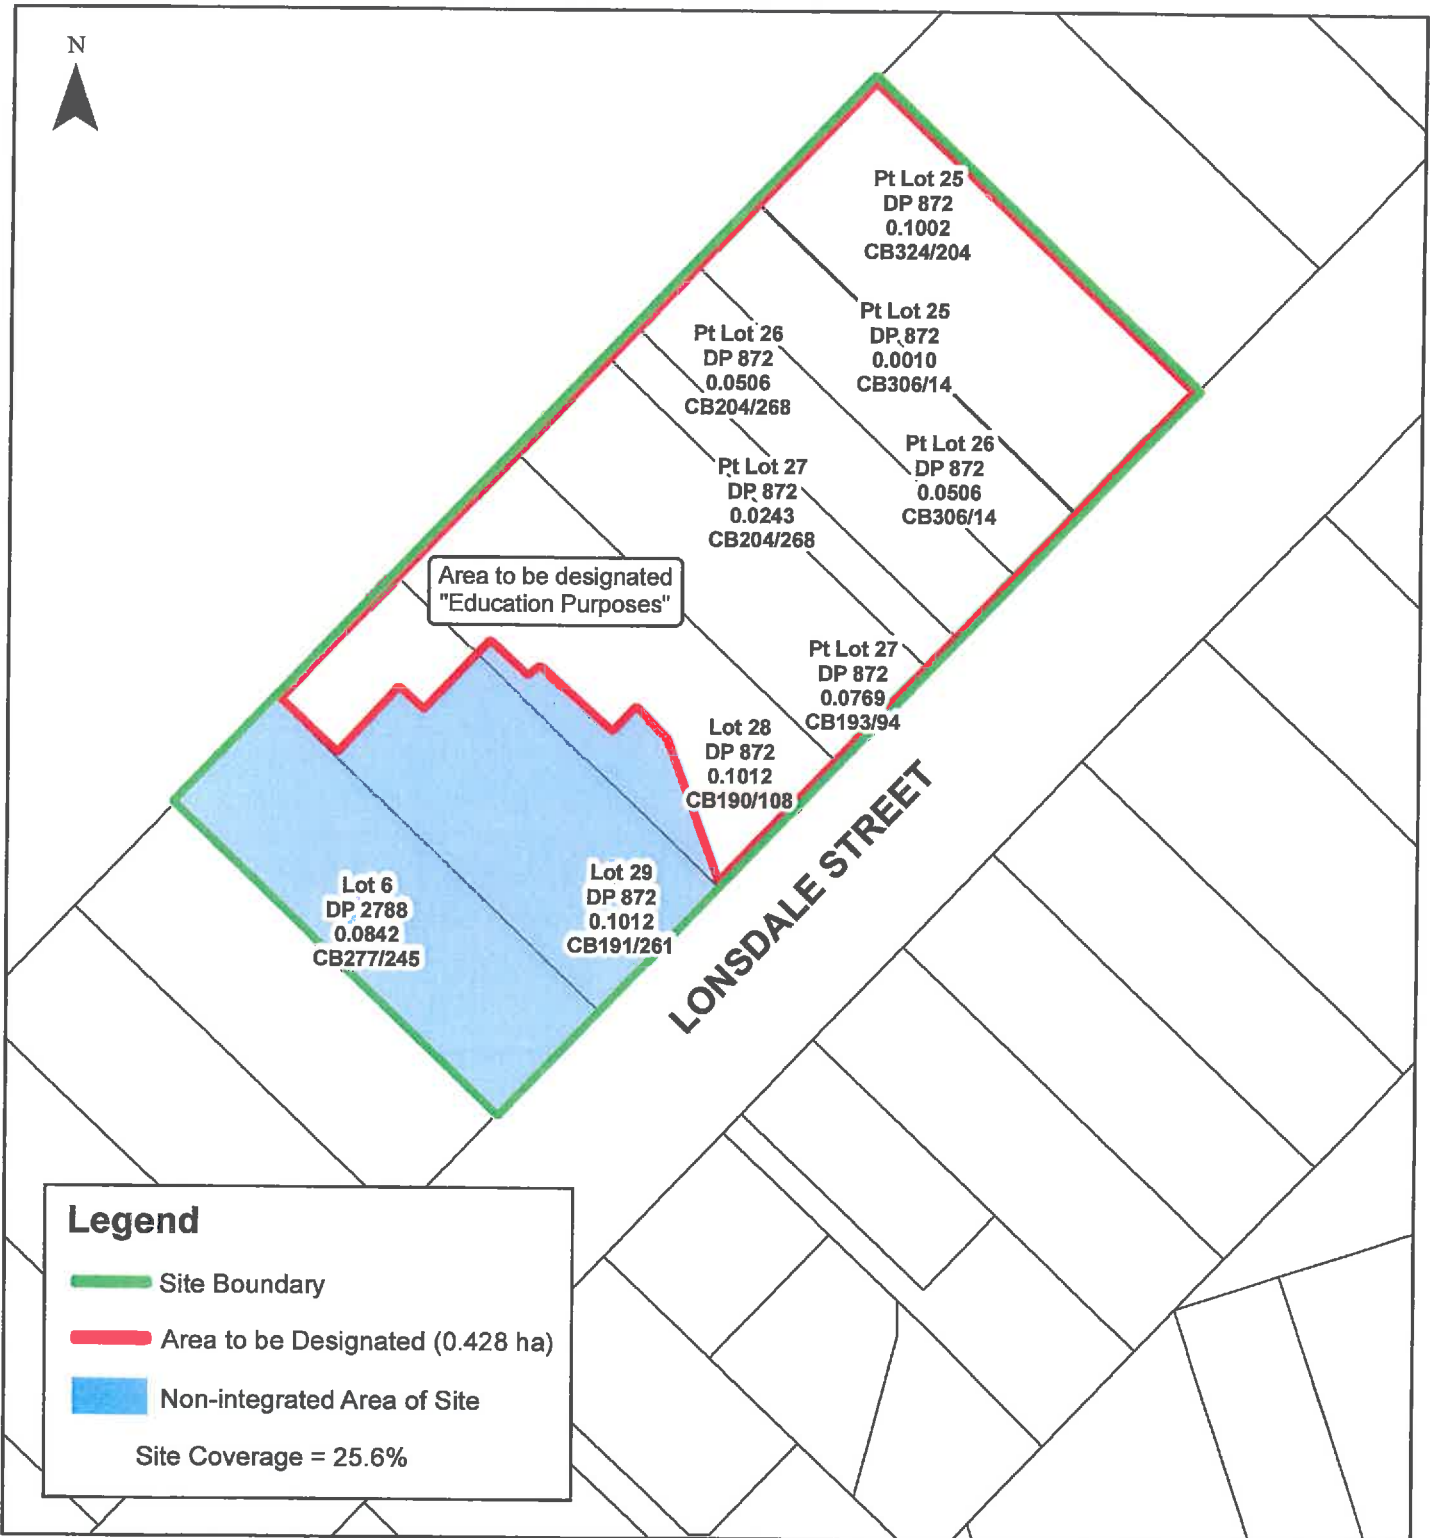 N
Pt Lot 25
DP 872
0.1002
CB324/204
Pt Lot 25
DP 872
0.0010
CB306/14
Pt Lot 26
DP 872
0.0506
CB204/268
Pt Lot 26
DP 872
0.0506
CB306/14
Pt Lot 27
DP 872
0.0243
CB204/268
Area to be designated
"Education Purposes"
Pt Lot 27
DP 872
0.0769
CB193/94
Lot 28
DP 872
0.1012
CB190/108
LONSDALE STREET
Lot 29
DP 872
0.1012
CB191/261
Lot 6
DP 2788
0.0842
CB277/245
Legend
Site Boundary
Area to be Designated (0.428 ha)
Non-integrated Area of Site
Site Coverage = 25.6%